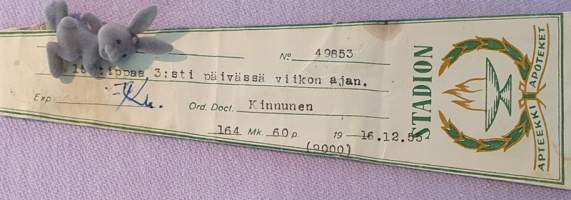 Nº 49853
3:sti päivässä viikon ajan.
Exp. Ord. Doct. Kinnunen
164 Mk. 60 p 19 — 16.12.55
(9000)
STADION
APTEEKKI APOTEKET